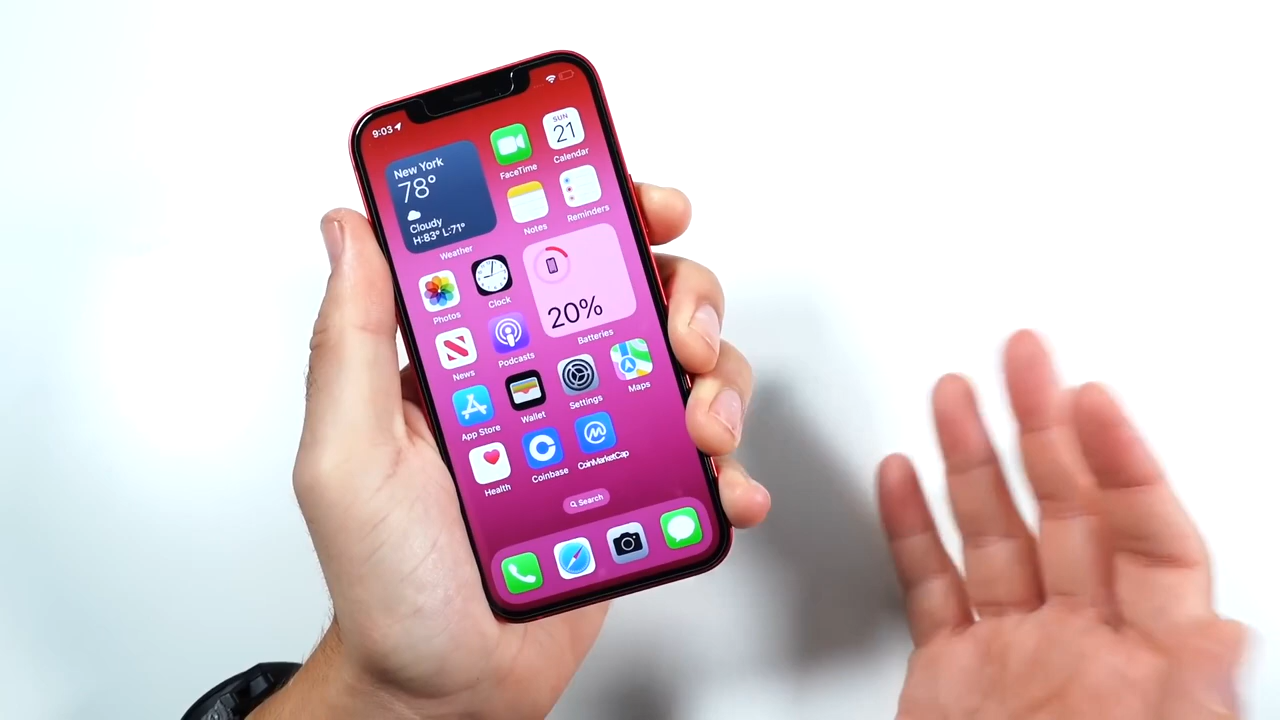 9:03
New York
78°
Cloudy
H:83° L:71°
Weather
FaceTime
SUN
21
Calendar
Notes
Reminders
Photos
Clock
20%
Batteries
News
Podcasts
App Store
Wallet
Settings
Maps
Health
Coinbase
CoinMarketCap
Search